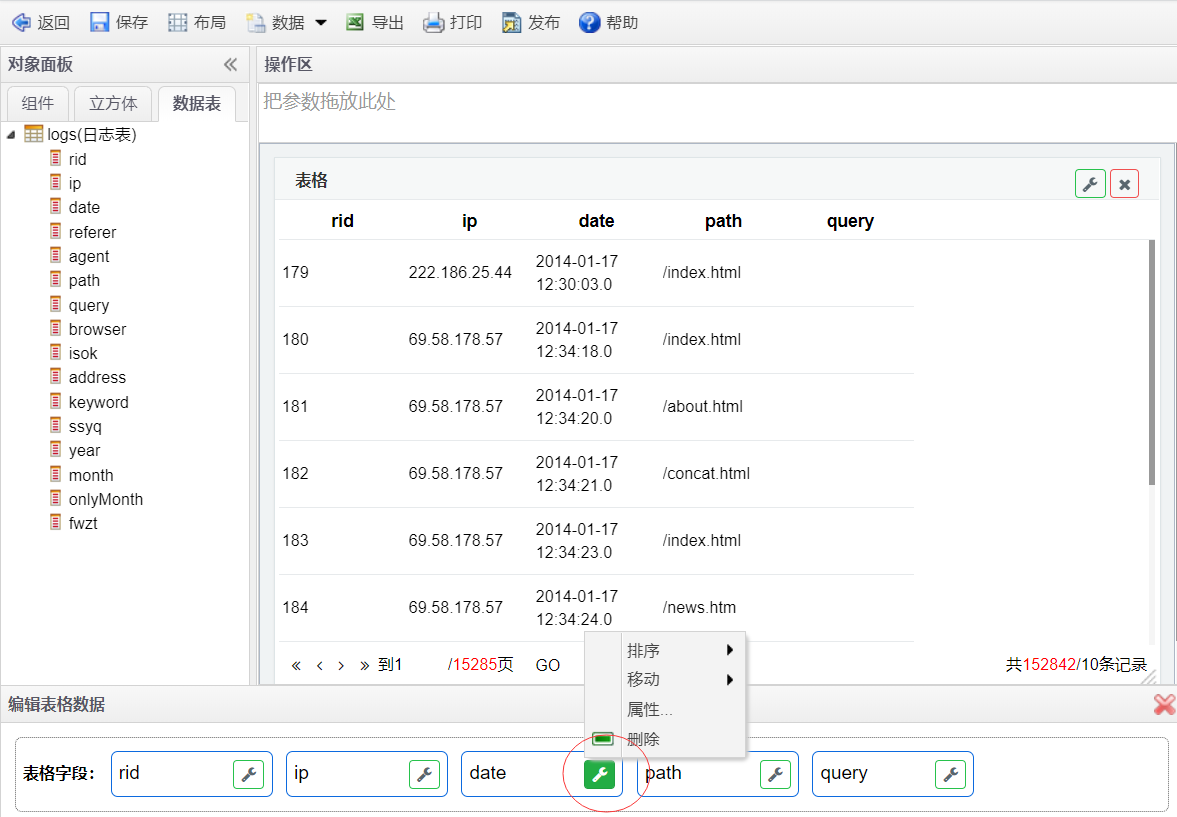 返回 保存 布局 数据 导出 打印 发布 帮助
对象面板
组件 立方体 数据表
logs(日志表)
rid
ip
date
referer
agent
path
query
browser
isok
address
keyword
ssyq
year
month
onlyMonth
fwzt
操作区
把参数拖放此处
表格
rid ip date path query
179 222.186.25.44 2014-01-17 12:30:03.0 /index.html
180 69.58.178.57 2014-01-17 12:34:18.0 /index.html
181 69.58.178.57 2014-01-17 12:34:20.0 /about.html
182 69.58.178.57 2014-01-17 12:34:21.0 /concat.html
183 69.58.178.57 2014-01-17 12:34:23.0 /index.html
184 69.58.178.57 2014-01-17 12:34:24.0 /news.htm
« ‹ › » 到1 /15285页 GO 共152842/10条记录
排序
移动
属性...
删除
编辑表格数据
表格字段: rid ip date path query